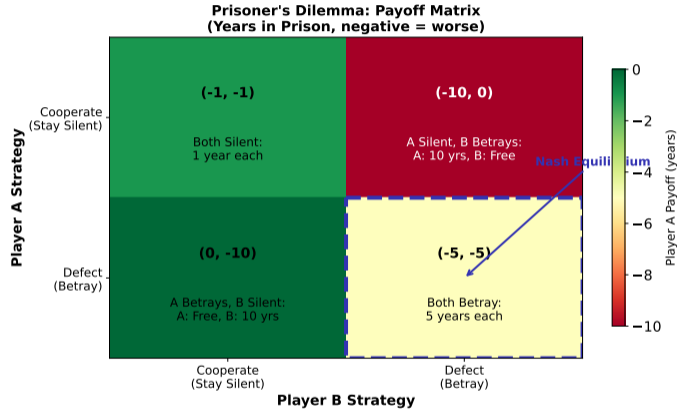 Prisoner's Dilemma: Payoff Matrix
(Years in Prison, negative = worse)
Player A Strategy
Cooperate
(Stay Silent)
(-1, -1)
Both Silent:
1 year each
(-10, 0)
A Silent, B Betrays:
A: 10 yrs, B: Free
Nash Equilibrium
Defect
(Betray)
(0, -10)
A Betrays, B Silent:
A: Free, B: 10 yrs
(-5, -5)
Both Betray:
5 years each
Cooperate
(Stay Silent)
Defect
(Betray)
Player B Strategy
0
−2
−4
−6
−8
−10
Player A Payoff (years)